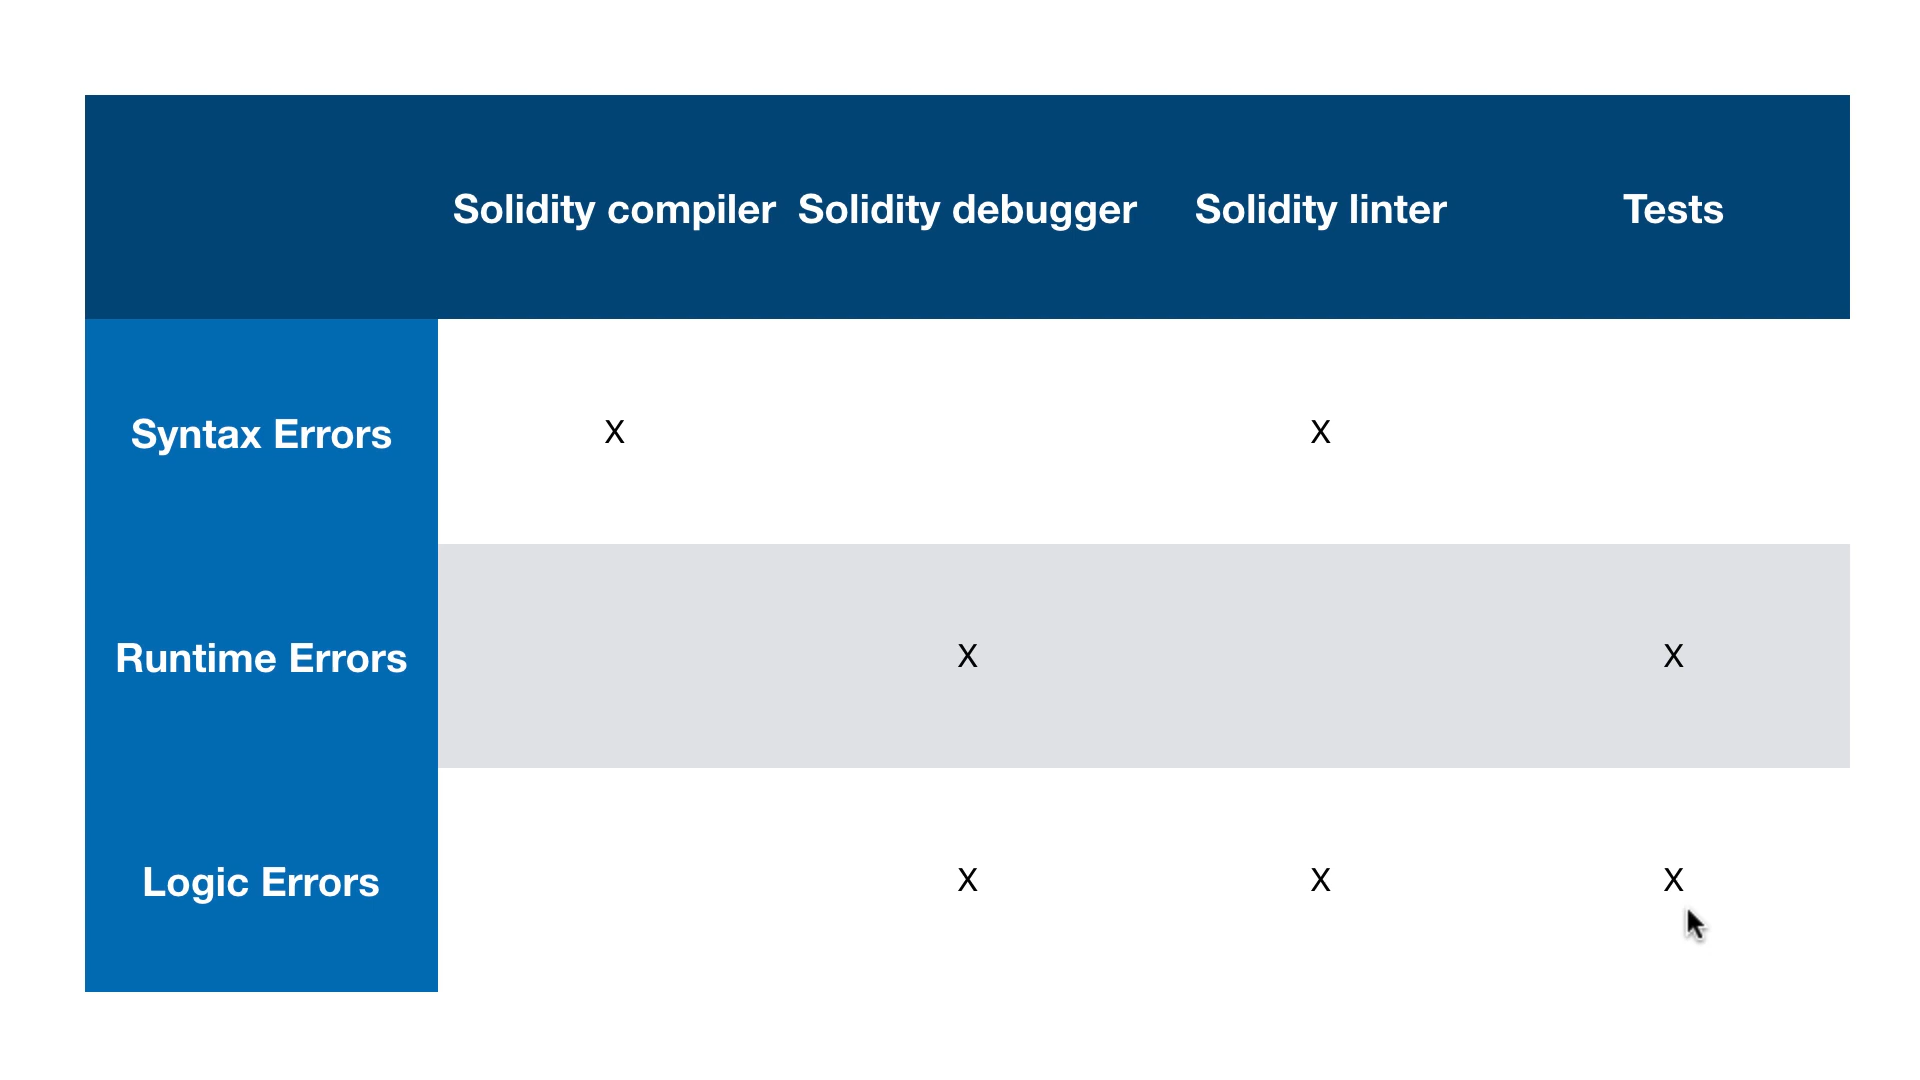 Solidity compiler Solidity debugger Solidity linter Tests
Syntax Errors X X
Runtime Errors X X
Logic Errors X X X